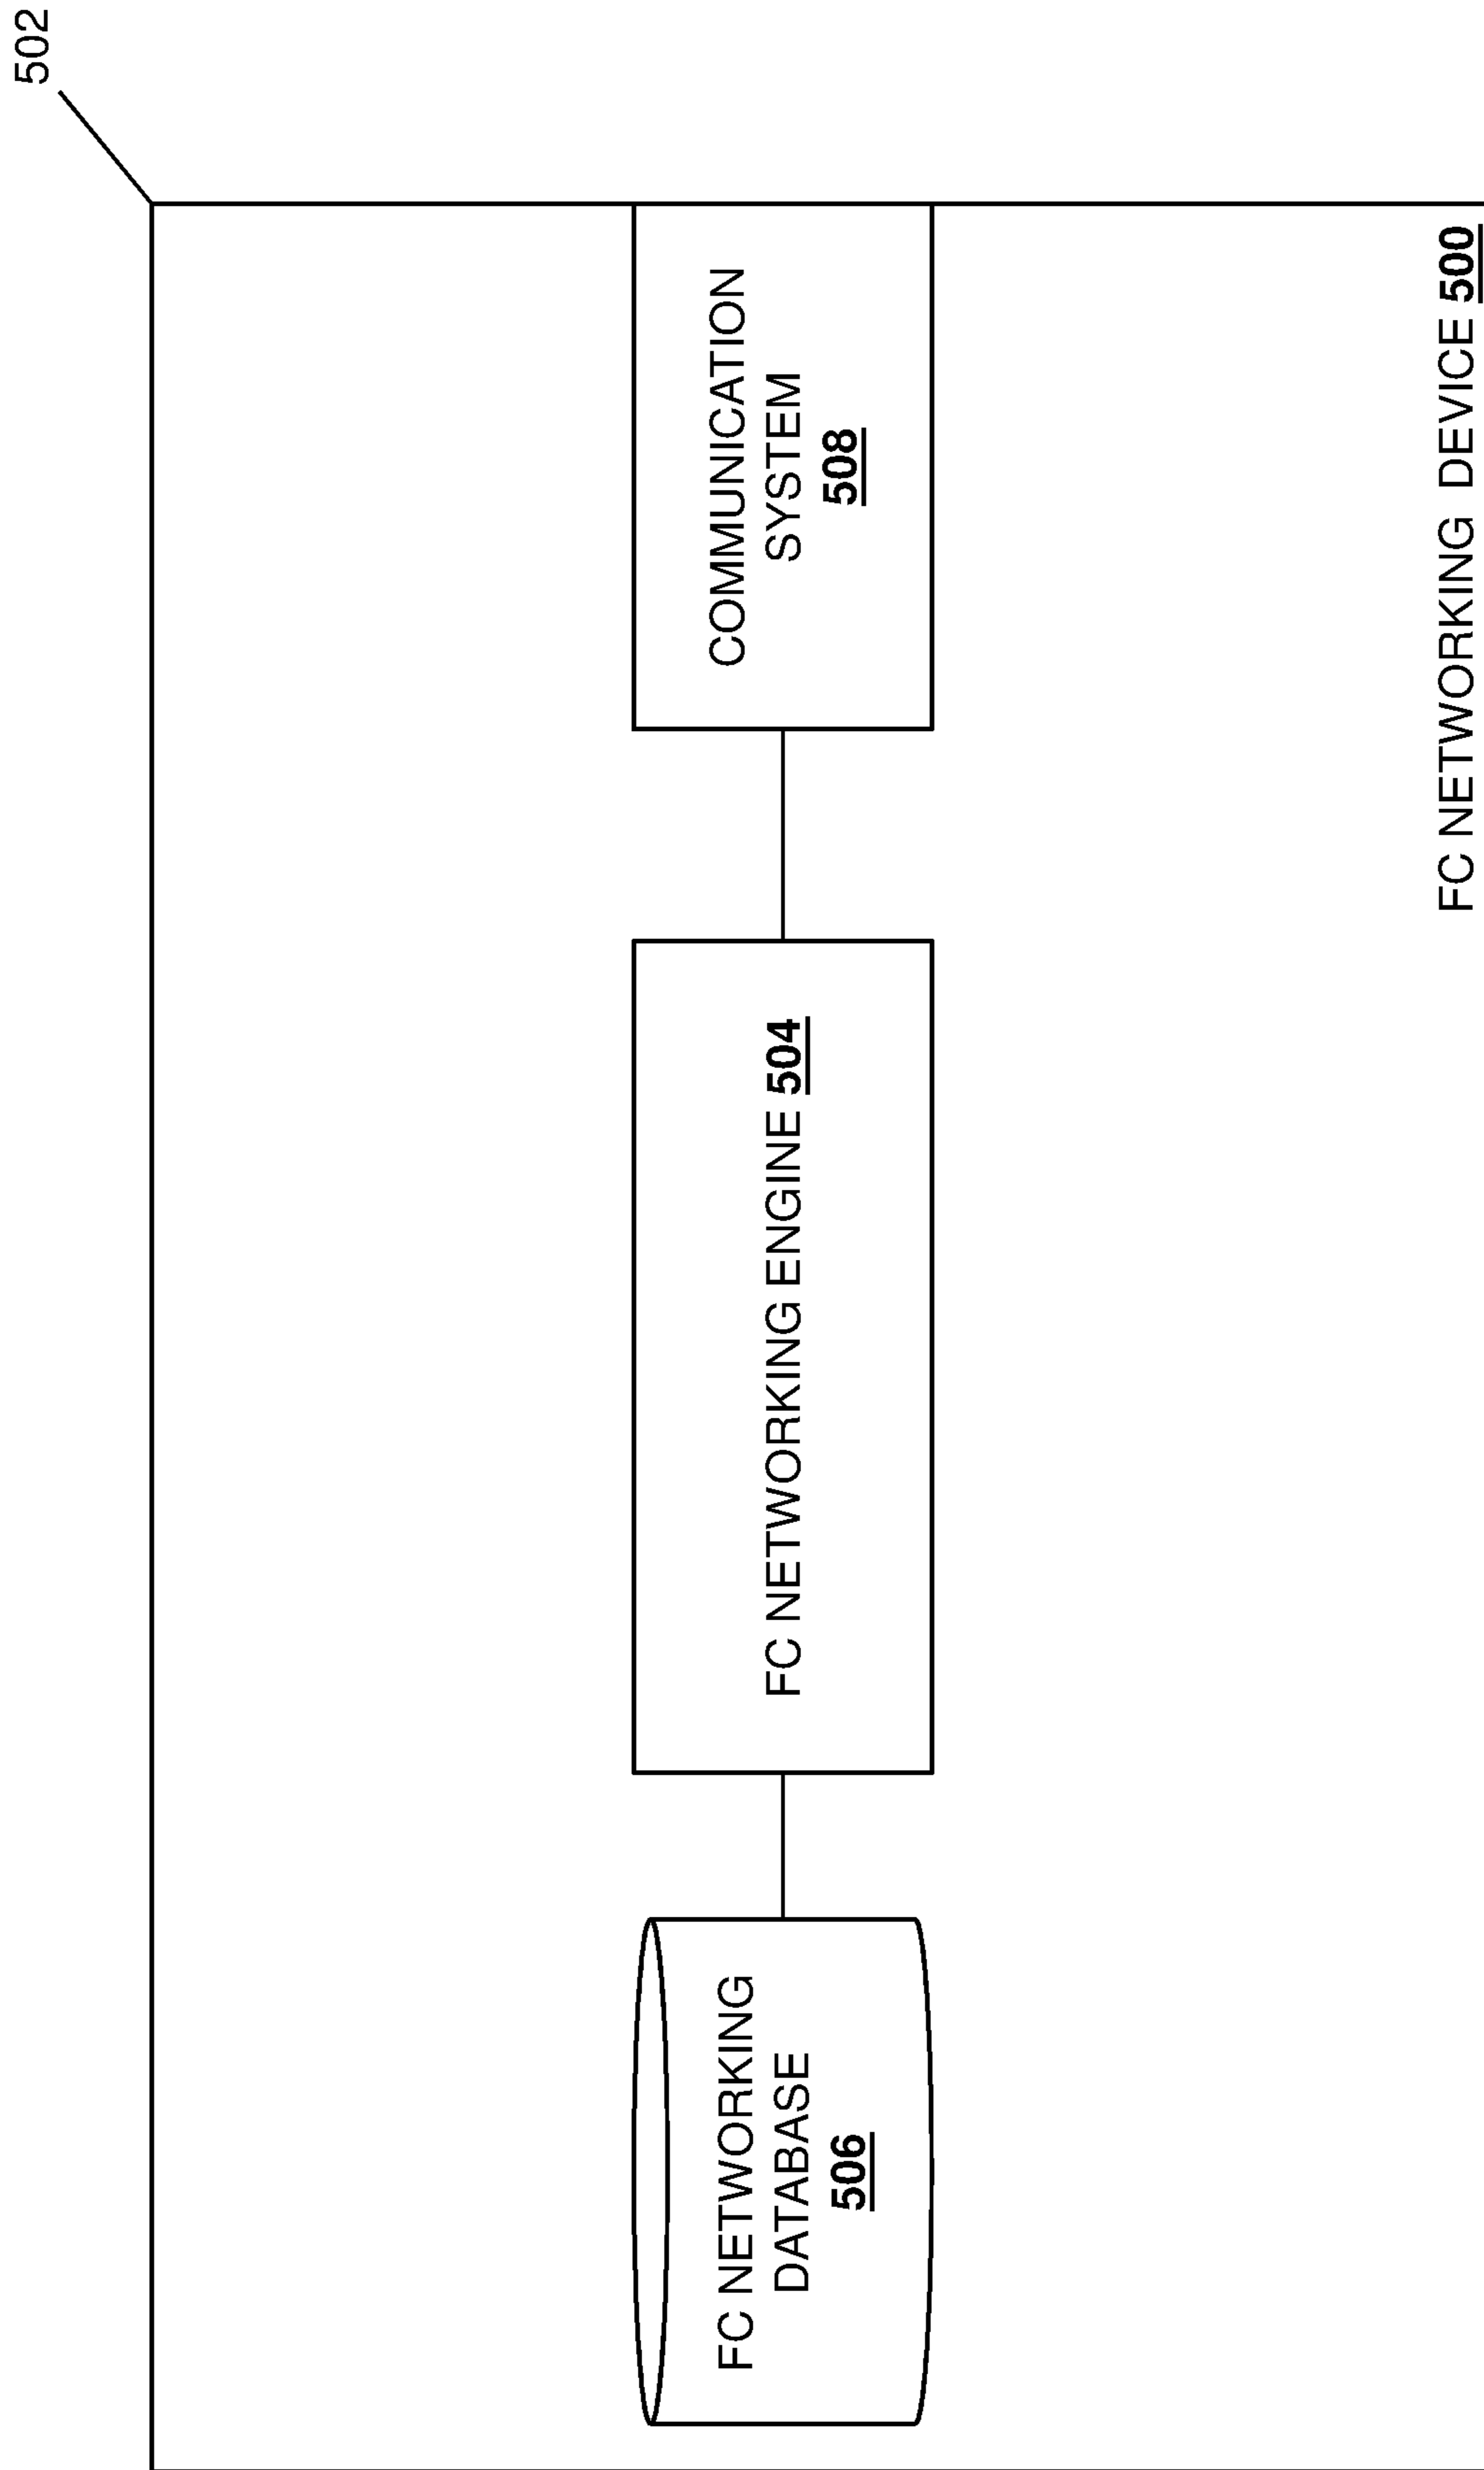 502
FC NETWORKING
DATABASE
506
FC NETWORKING ENGINE 504
COMMUNICATION
SYSTEM
508
FC NETWORKING DEVICE 500